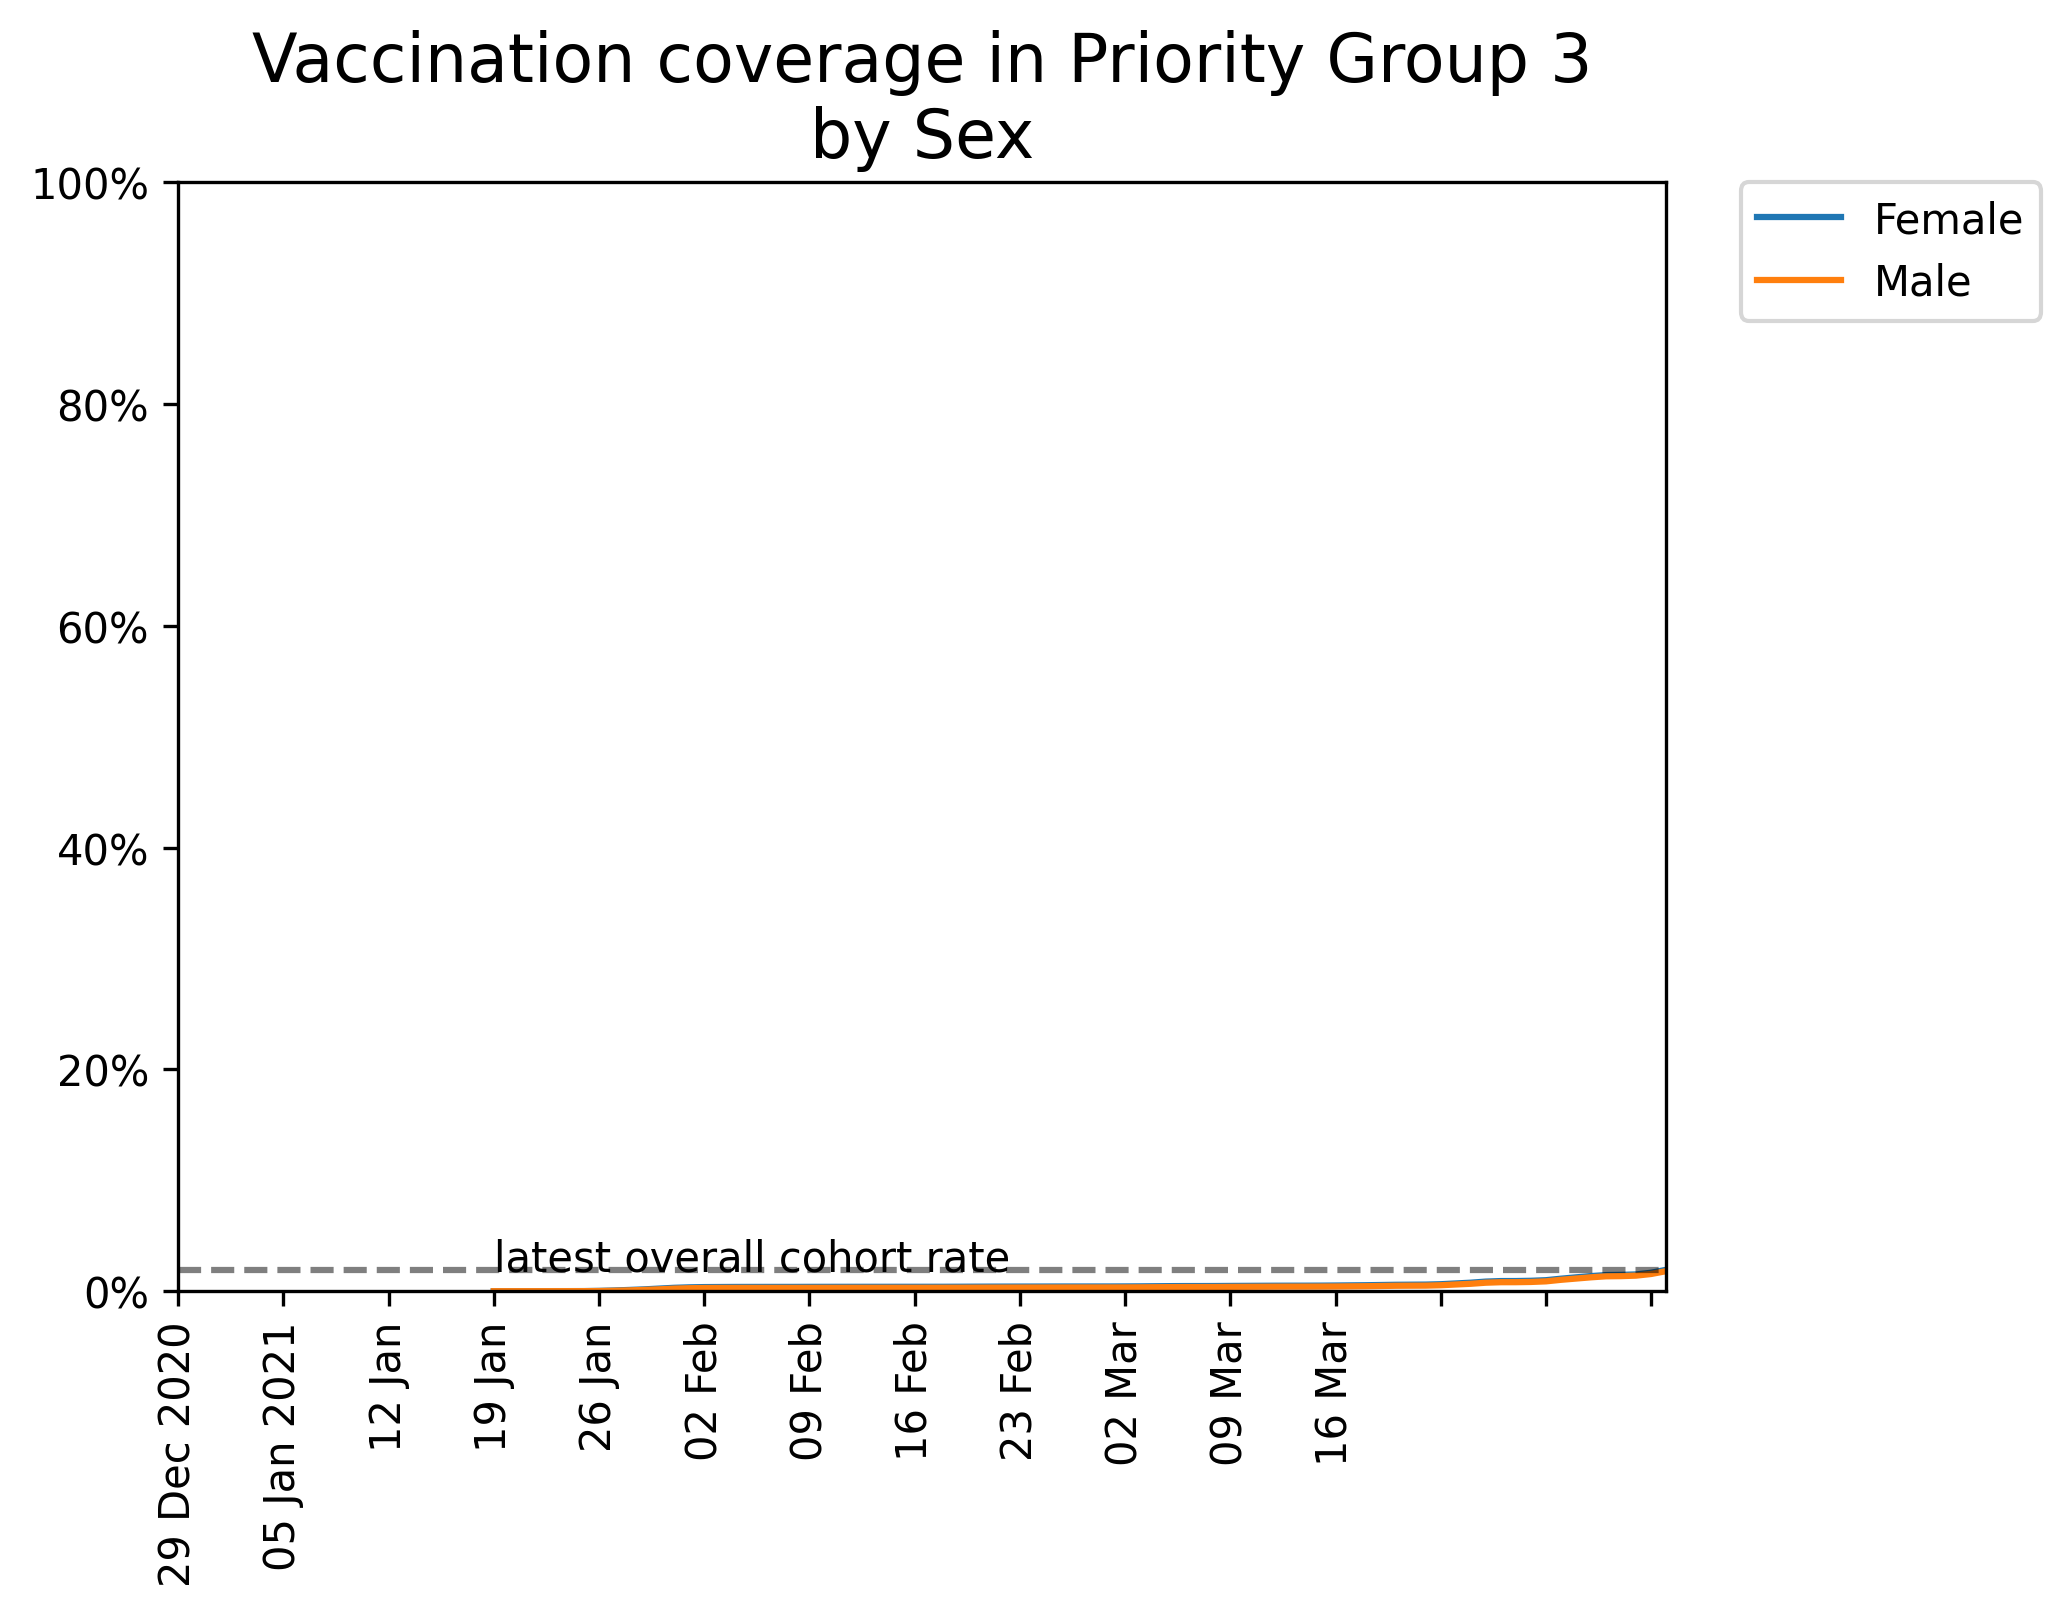 Vaccination coverage in Priority Group 3
by Sex
100%
80%
60%
40%
20%
0%
latest overall cohort rate
29 Dec 2020
05 Jan 2021
12 Jan
19 Jan
26 Jan
02 Feb
09 Feb
16 Feb
23 Feb
02 Mar
09 Mar
16 Mar
Female
Male